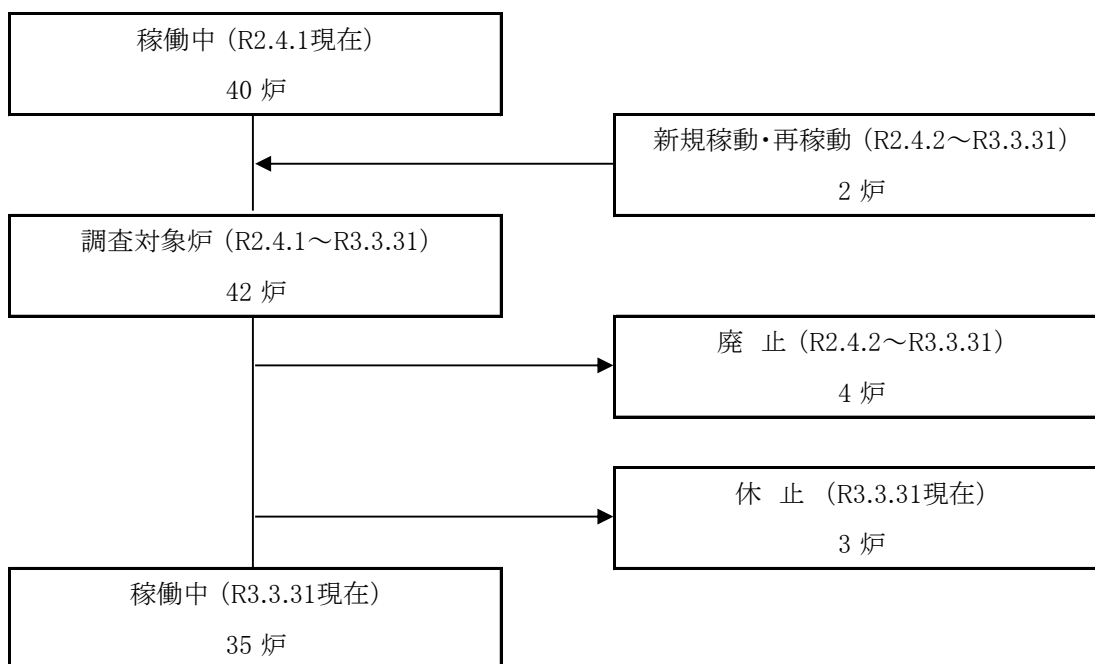 稼働中（R2.4.1現在）
40 炉
新規稼動・再稼動（R2.4.2～R3.3.31）
2 炉
調査対象炉（R2.4.1～R3.3.31）
42 炉
廃 止（R2.4.2～R3.3.31）
4 炉
休 止 （R3.3.31現在）
3 炉
稼働中（R3.3.31現在）
35 炉